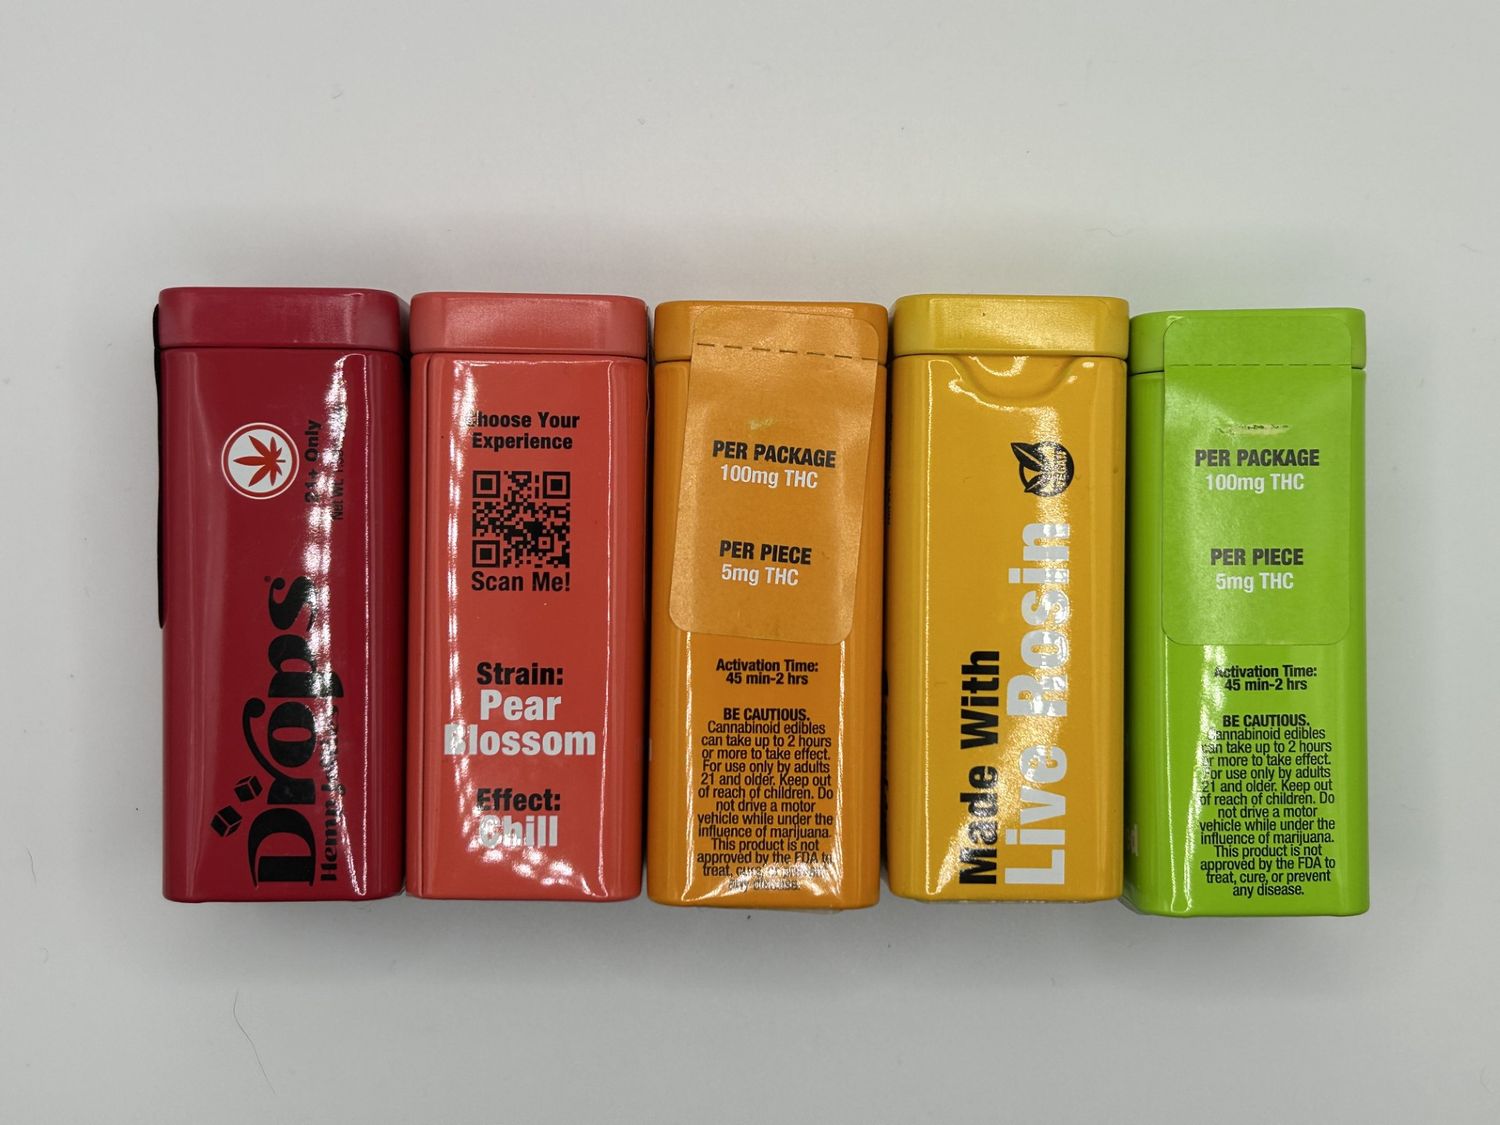 21+ Only
Drops
Choose Your
Experience
Scan Me!
Strain:
Pear
Blossom
Effect:
Chill
PER PACKAGE
100mg THC
PER PIECE
5mg THC
Activation Time:
45 min-2 hrs
BE CAUTIOUS.
Cannabinoid edibles
can take up to 2 hours
or more to take effect.
For use only by adults
21 and older. Keep out
of reach of children. Do
not drive a motor
vehicle while under the
influence of marijuana.
This product is not
approved by the FDA to
treat, cure, or prevent
any disease.
Made With
Live Rosin
PER PACKAGE
100mg THC
PER PIECE
5mg THC
Activation Time:
45 min-2 hrs
BE CAUTIOUS.
Cannabinoid edibles
can take up to 2 hours
or more to take effect.
For use only by adults
21 and older. Keep out
of reach of children. Do
not drive a motor
vehicle while under the
influence of marijuana.
This product is not
approved by the FDA to
treat, cure, or prevent
any disease.